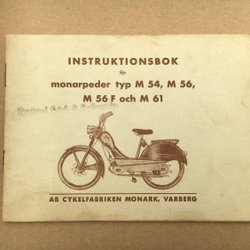 INSTRUKTIONSBOK
för
monarpeder typ M 54, M 56,
M 56 F och M 61
AB CYKELFABRIKEN MONARK, VARBERG